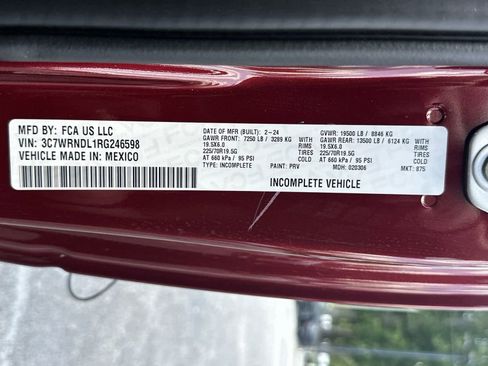 MFD BY: FCA US LLC
VIN: 3C7WRNDL1RG246598
VEHICLE MADE IN: MEXICO
DATE OF MFR (BUILT): 2-24
GAWR FRONT: 7250 LB / 3289 KG
19.5X6.0
225/70R19.5G
AT 660 kPa / 95 PSI
TYPE: INCOMPLETE
WITH
RIMS
TIRES
COLD
PAINT: PRV
GVWR: 19500 LB / 8846 KG
GAWR REAR: 13500 LB / 6124 KG
19.5X6.0
225/70R19.5G
AT 660 kPa / 95 PSI
MDH: 020306
WITH
RIMS
TIRES
COLD
MKT: 875
INCOMPLETE VEHICLE